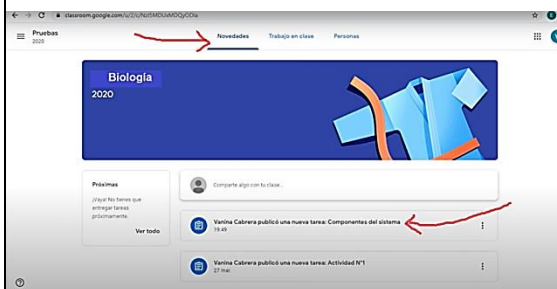 classroom.google.com/u/2/c/
Pruebas
2020
Novedades Trabajo en clase Personas
Biología
2020
Próximas
¡Vaya! No tienes que
entregar tareas
próximamente.
Ver todo
Comparte algo con tu clase...
Vanina Cabrera publicó una nueva tarea: Componentes del sistema
19:49
Vanina Cabrera publicó una nueva tarea: Actividad N°1
27 mar.